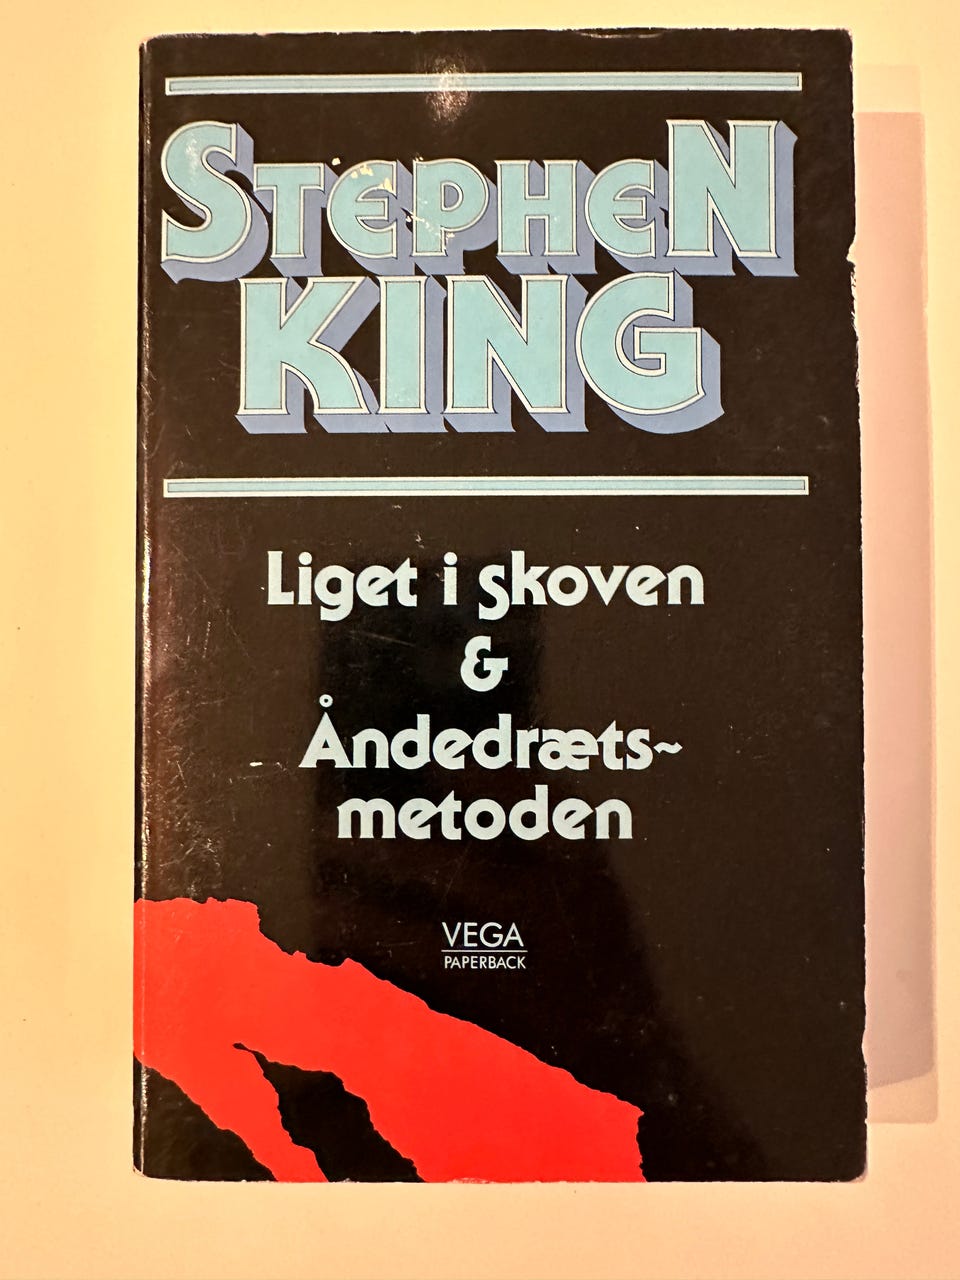 STEPHEN
KING
Liget i skoven
&
Åndedræts~
metoden
VEGA
PAPERBACK